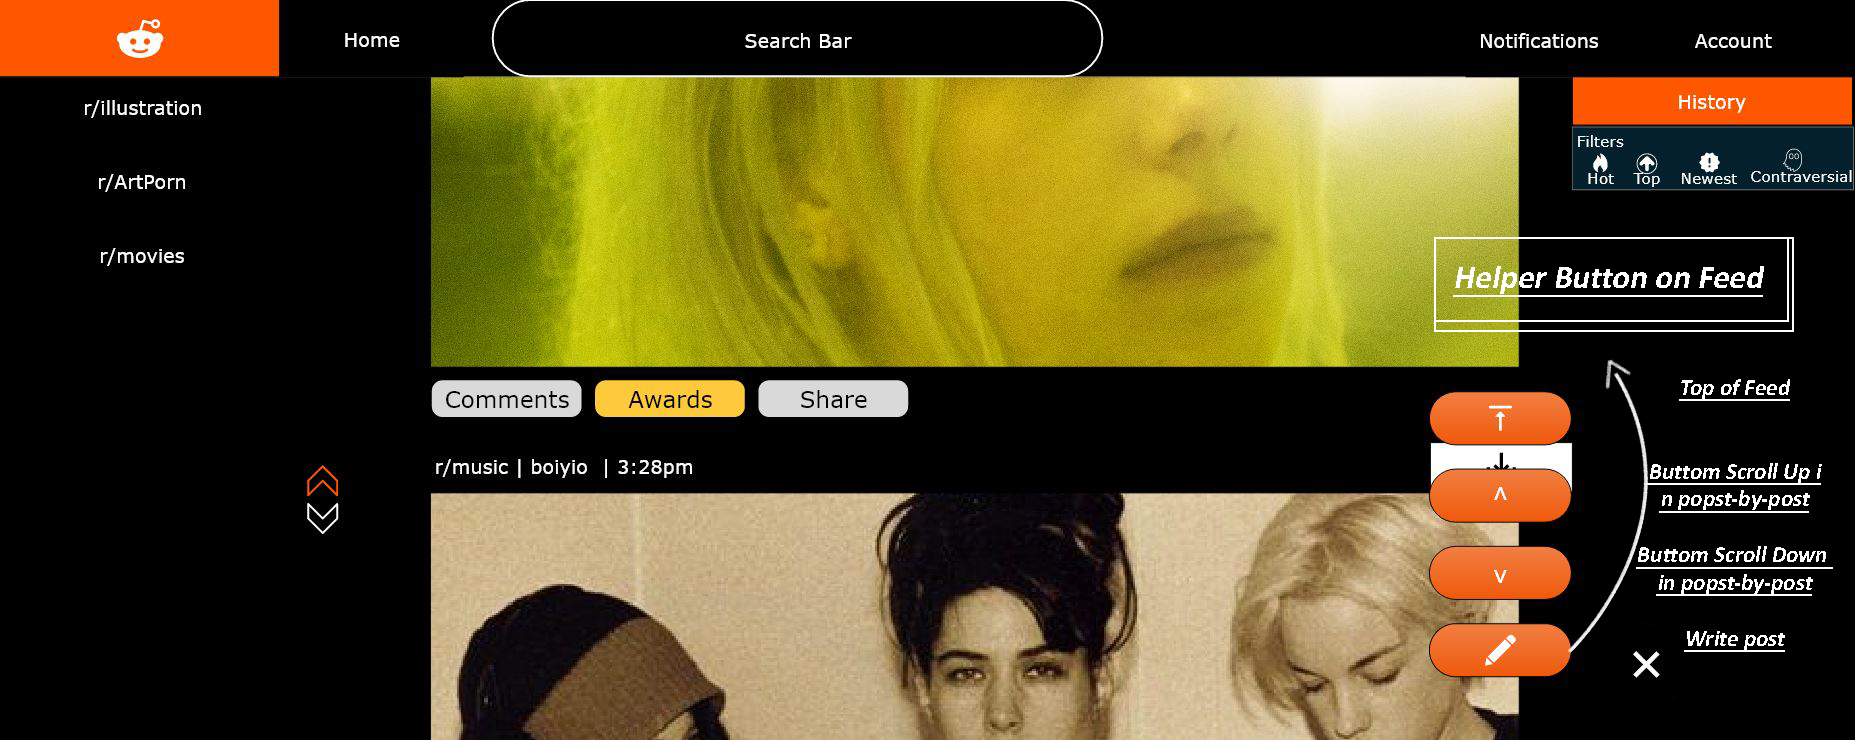 Home
Search Bar
Notifications
Account
r/illustration
r/ArtPorn
r/movies
History
Filters
Hot
Top
Newest
Contraversial
Helper Button on Feed
Comments
Awards
Share
r/music | boiyio | 3:28pm
Top of Feed
Buttom Scroll Up i
n popst-by-post
Buttom Scroll Down
in popst-by-post
Write post